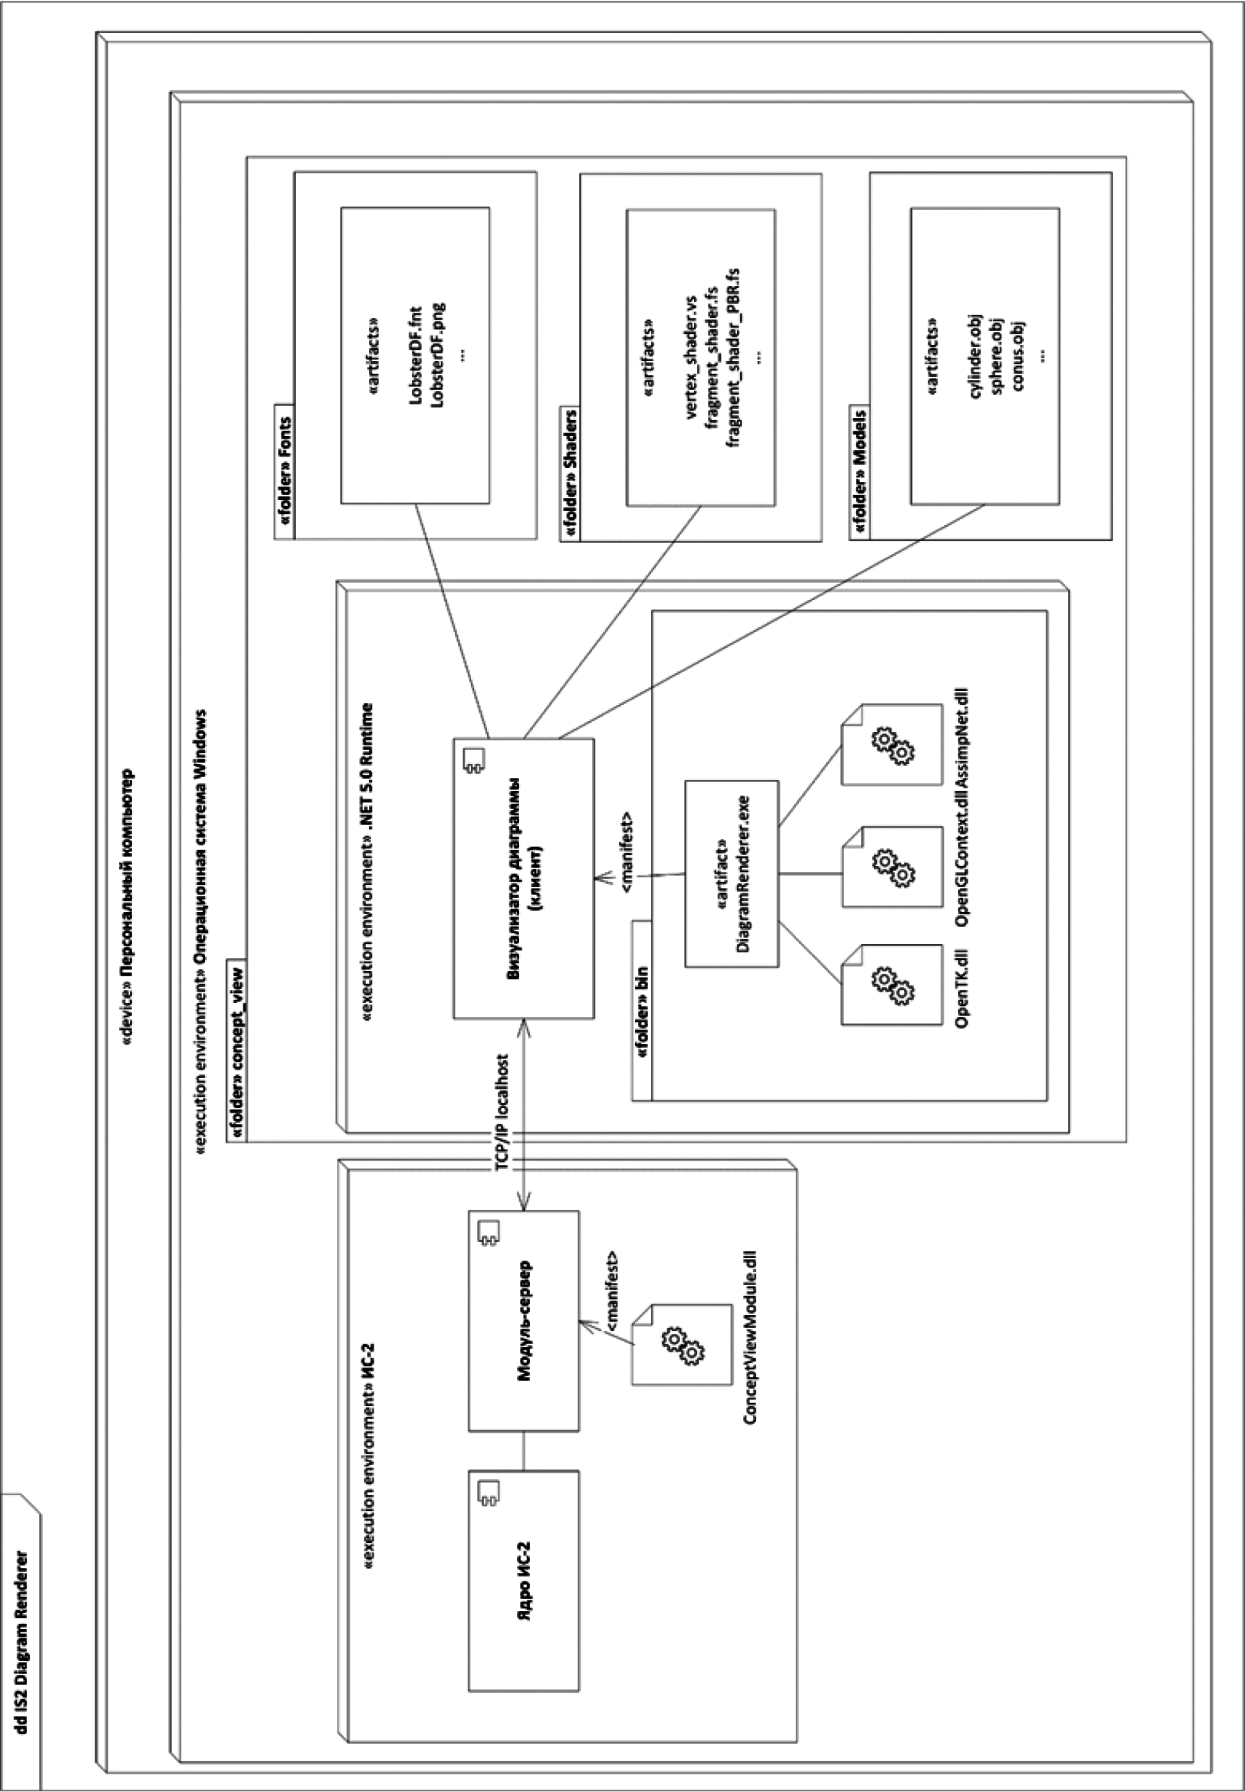 dd IS2 Diagram Renderer
«device» Персональный компьютер
«execution environment» Операционная система Windows
«execution environment» ИС-2
Ядро ИС-2
Модуль-сервер
<manifest>
ConceptViewModule.dll
TCP/IP localhost
«folder» concept_view
«execution environment» .NET 5.0 Runtime
Визуализатор диаграммы
(клиент)
<manifest>
«folder» bin
«artifact»
DiagramRenderer.exe
OpenTK.dll
OpenGLContext.dll
AssimpNet.dll
«folder» Fonts
«artifacts»
LobsterDF.fnt
LobsterDF.png
...
«folder» Shaders
«artifacts»
vertex_shader.vs
fragment_shader.fs
fragment_shader_PBR.fs
...
«folder» Models
«artifacts»
cylinder.obj
sphere.obj
conus.obj
...